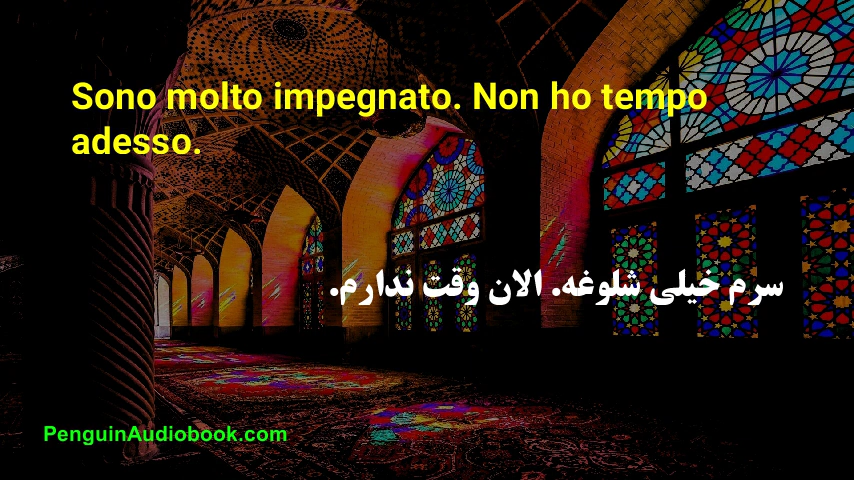 Sono molto impegnato. Non ho tempo
adesso.
سرم خیلی شلوغه. الان وقت ندارم.
PenguinAudiobook.com